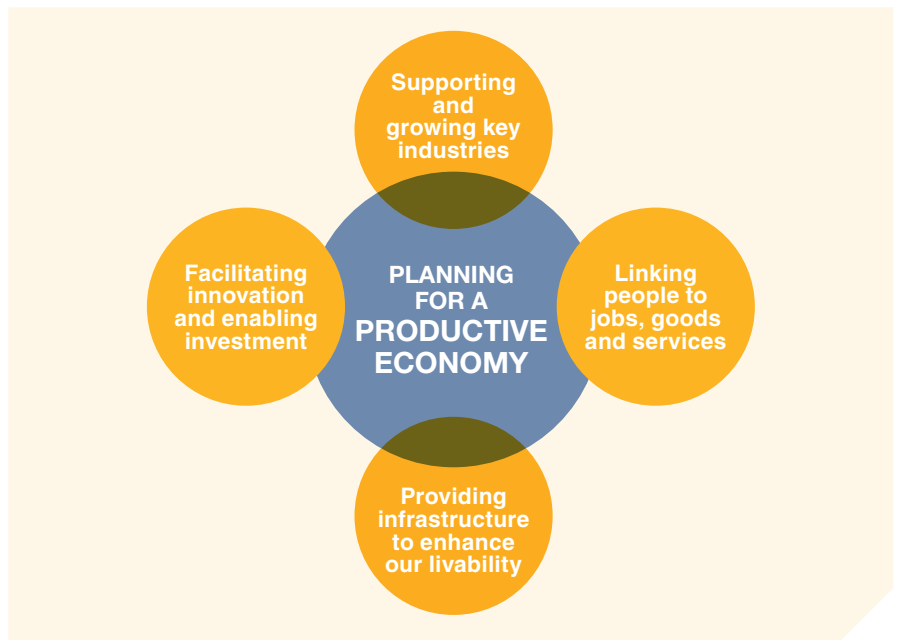 Supporting
and
growing key
industries
Facilitating
innovation
and enabling
investment
PLANNING
FOR A
PRODUCTIVE
ECONOMY
Linking
people to
jobs, goods
and services
Providing
infrastructure
to enhance
our livability